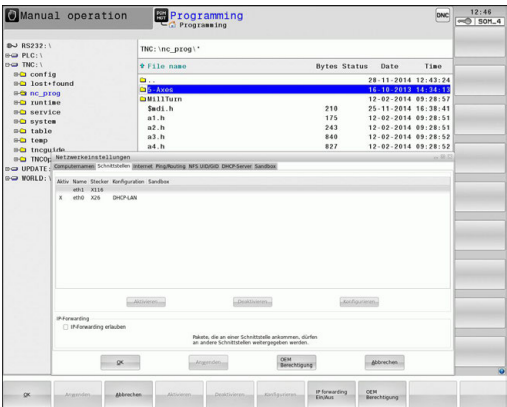 Manual operation
PGM MGT
Programming
Programming
DNC
12:46
SOM_4
RS232:\
PLC:\
TNC:\
config
lost+found
nc_prog
runtime
service
system
table
temp
tncguide
UPDATE:
WORLD:\
TNC:\nc_prog\*
File name Bytes Status Date Time
.. 28-11-2014 12:43:24
5-Axes 16-10-2013 14:34:13
MillTurn 12-02-2014 09:28:57
$mdi.h 210 25-11-2014 16:38:41
a1.h 175 12-02-2014 09:28:51
a2.h 243 12-02-2014 09:28:51
a3.h 840 12-02-2014 09:28:52
a4.h 827 12-02-2014 09:28:52
Netzwerkeinstellungen
Computernamen Schnittstellen Internet Ping/Routing NFS UID/GID DHCP-Server Sandbox
Aktiv Name Stecker Konfiguration Sandbox
eth1 X116
X eth0 X26 DHCP-LAN
Aktivieren Deaktivieren Konfigurieren
IP-Forwarding
IP-Forwarding erlauben
Pakete, die an einer Schnittstelle ankommen, dürfen
an andere Schnittstellen weitergegeben werden.
OK Anwenden OEM Berechtigung Abbrechen
OK Anwenden Abbrechen Aktivieren Deaktivieren Konfigurieren IP forwarding Ein/Aus OEM Berechtigung